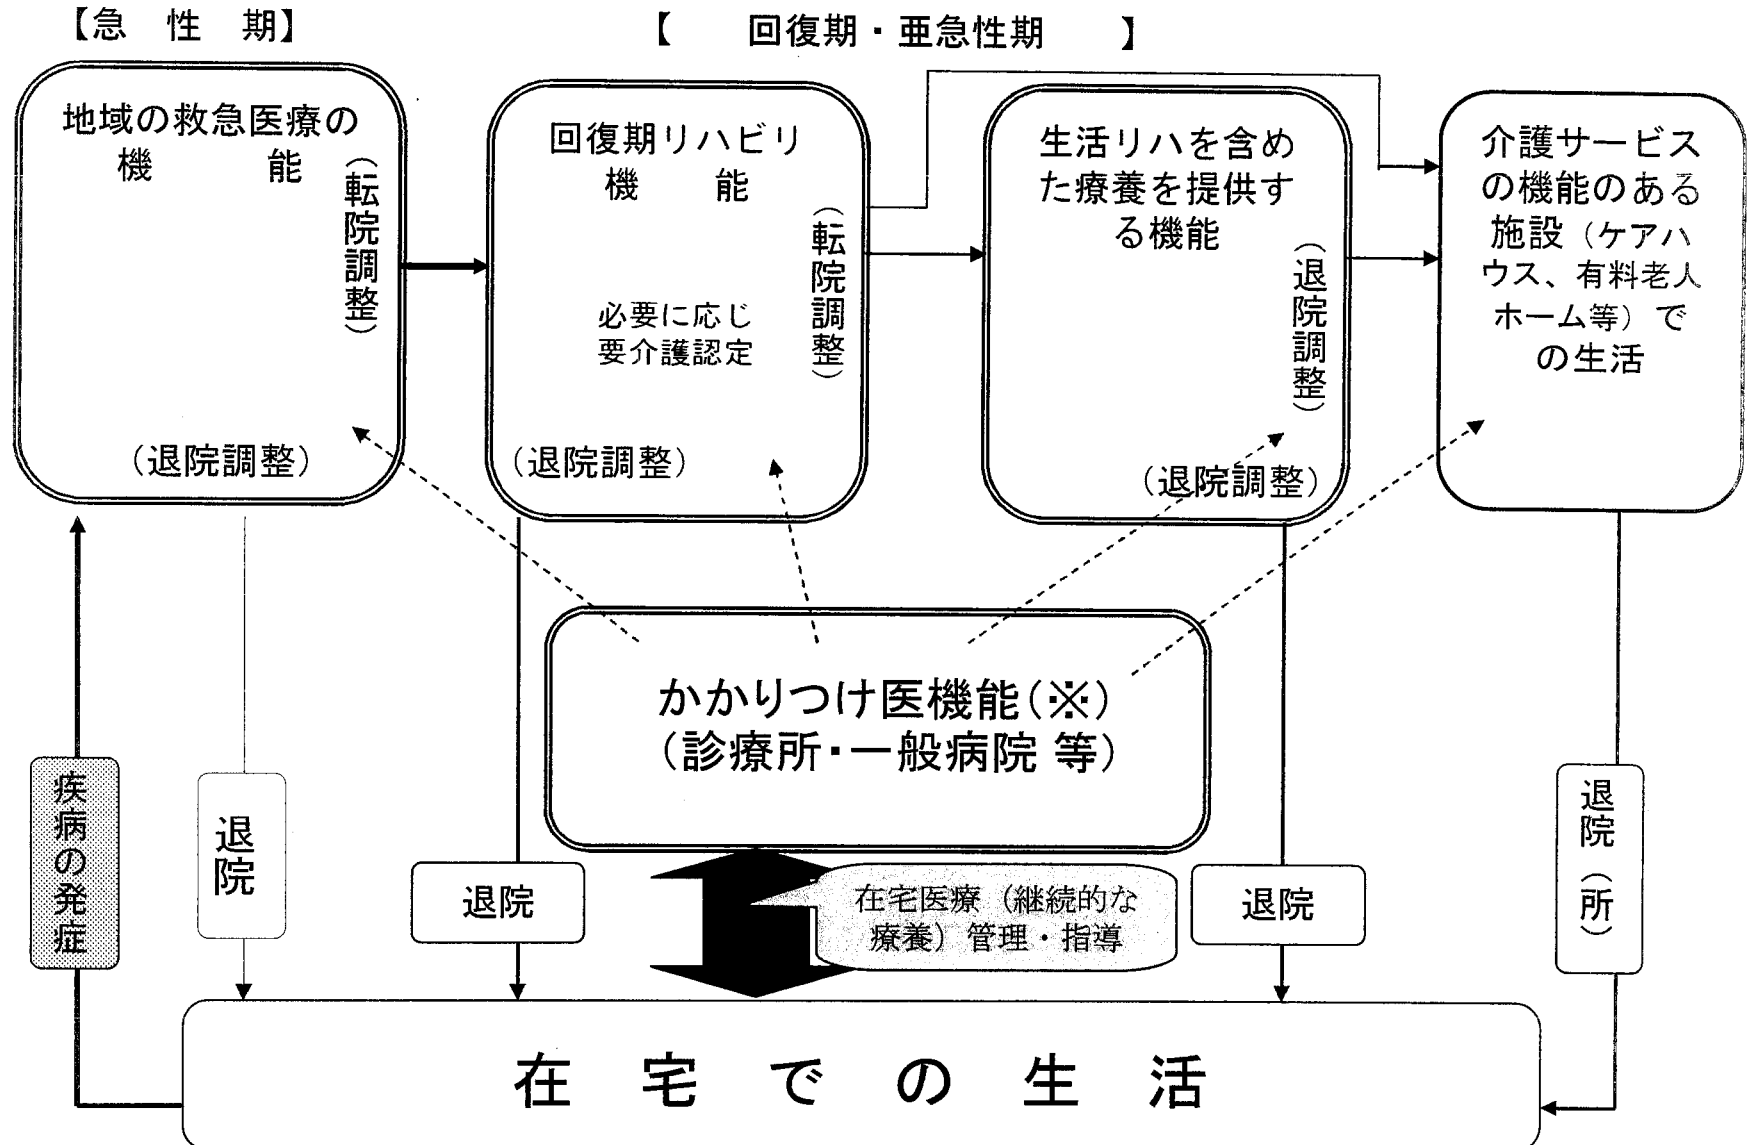 【急 性 期】
【 回復期・亜急性期 】
地域の救急医療の
機 能
(転院調整)
(退院調整)
回復期リハビリ
機 能
(転院調整)
必要に応じ
要介護認定
(退院調整)
生活リハを含め
た療養を提供す
る機能
(退院調整)
(退院調整)
介護サービス
の機能のある
施設（ケアハ
ウス、有料老人
ホーム等）で
の生活
かかりつけ医機能(※)
(診療所・一般病院 等)
疾病の発症
退院
退院
在宅医療（継続的な
療養）管理・指導
退院
退院（所）
在 宅 で の 生 活